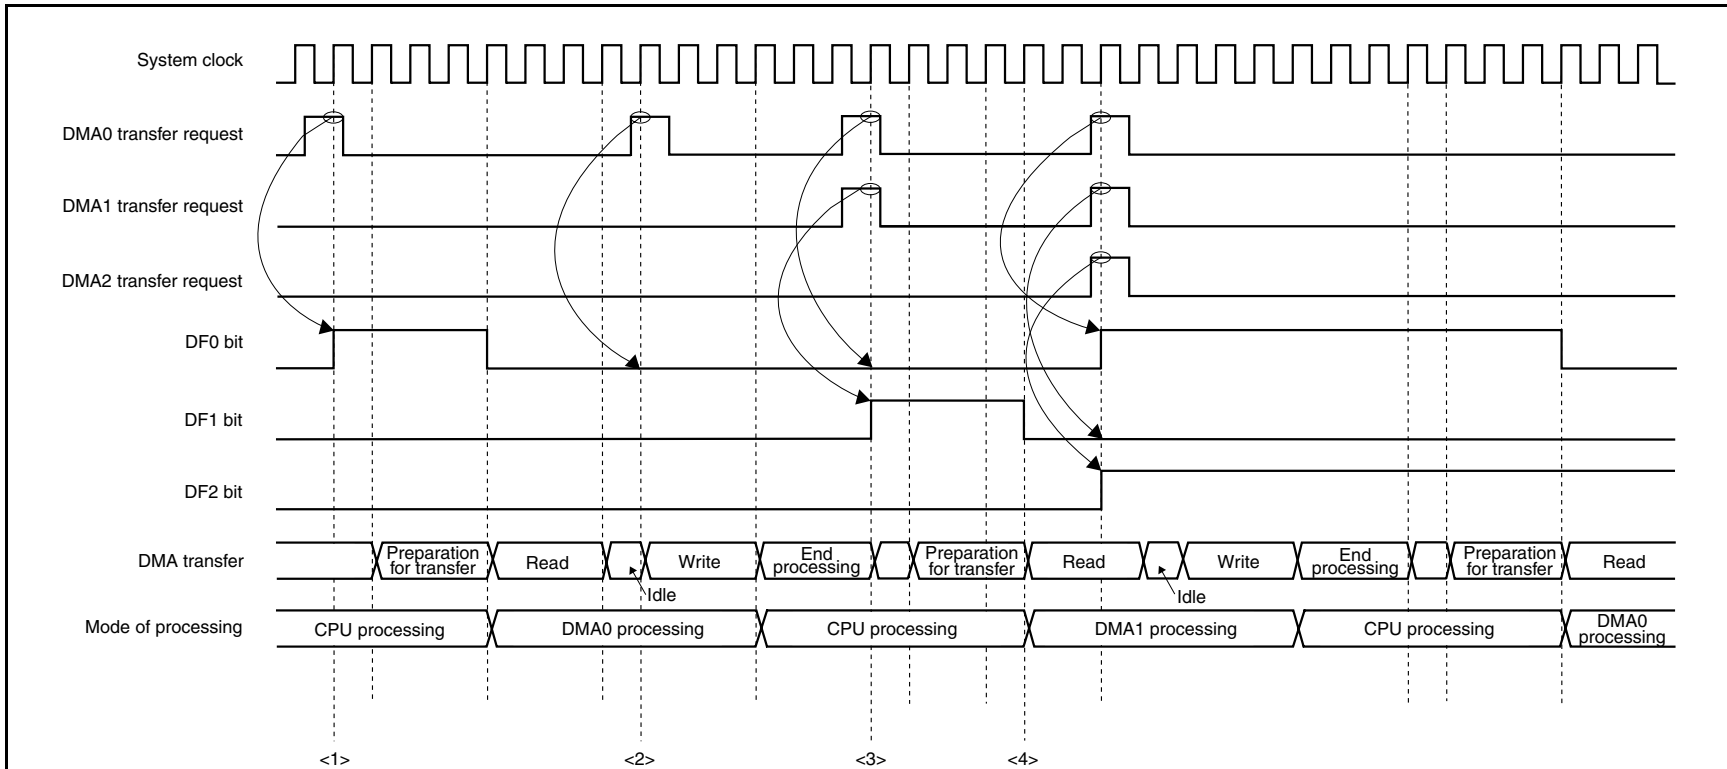 System clock
DMA0 transfer request
DMA1 transfer request
DMA2 transfer request
DF0 bit
DF1 bit
DF2 bit
DMA transfer
Preparation
for transfer
Read
Idle
Write
End
processing
Preparation
for transfer
Read
Idle
Write
End
processing
Preparation
for transfer
Read
Mode of processing
CPU processing
DMA0 processing
CPU processing
DMA1 processing
CPU processing
DMA0
processing
<1>
<2>
<3>
<4>